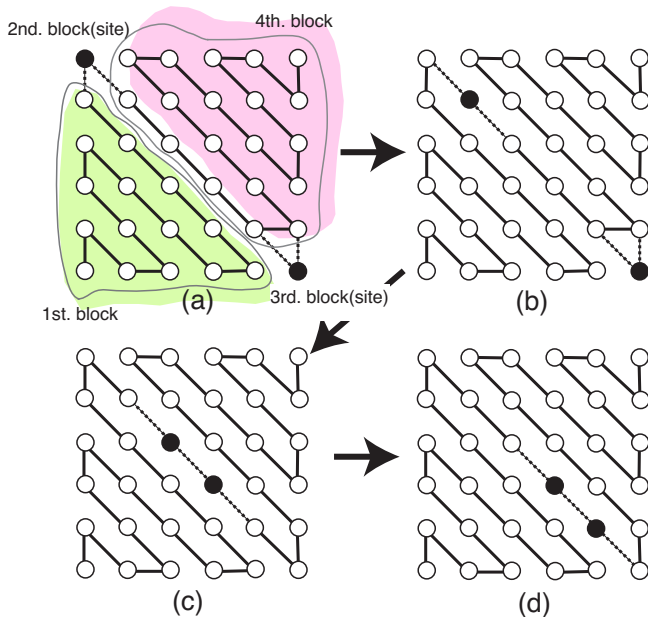 4th. block
2nd. block(site)
(a)
(b)
3rd. block(site)
1st. block
(c)
(d)